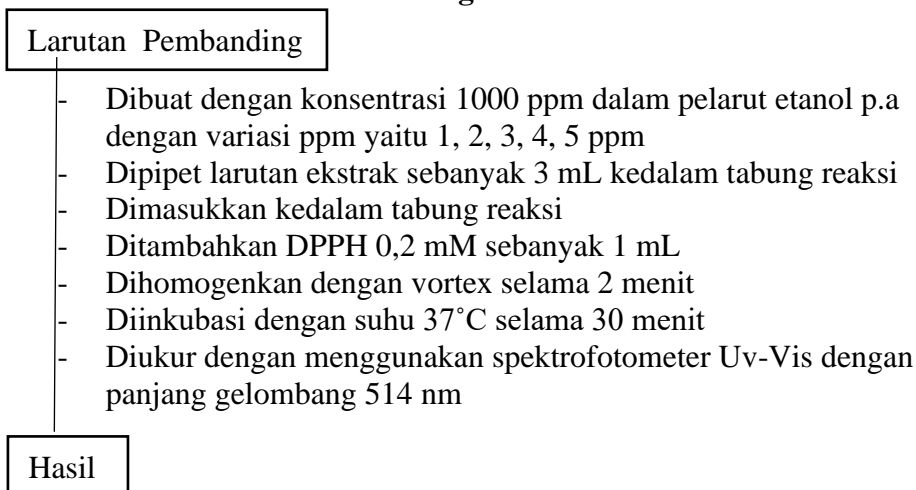 Larutan Pembanding
- Dibuat dengan konsentrasi 1000 ppm dalam pelarut etanol p.a
dengan variasi ppm yaitu 1, 2, 3, 4, 5 ppm
- Dipipet larutan ekstrak sebanyak 3 mL kedalam tabung reaksi
- Dimasukkan kedalam tabung reaksi
- Ditambahkan DPPH 0,2 mM sebanyak 1 mL
- Dihomogenkan dengan vortex selama 2 menit
- Diinkubasi dengan suhu 37˚C selama 30 menit
- Diukur dengan menggunakan spektrofotometer Uv-Vis dengan
panjang gelombang 514 nm
Hasil